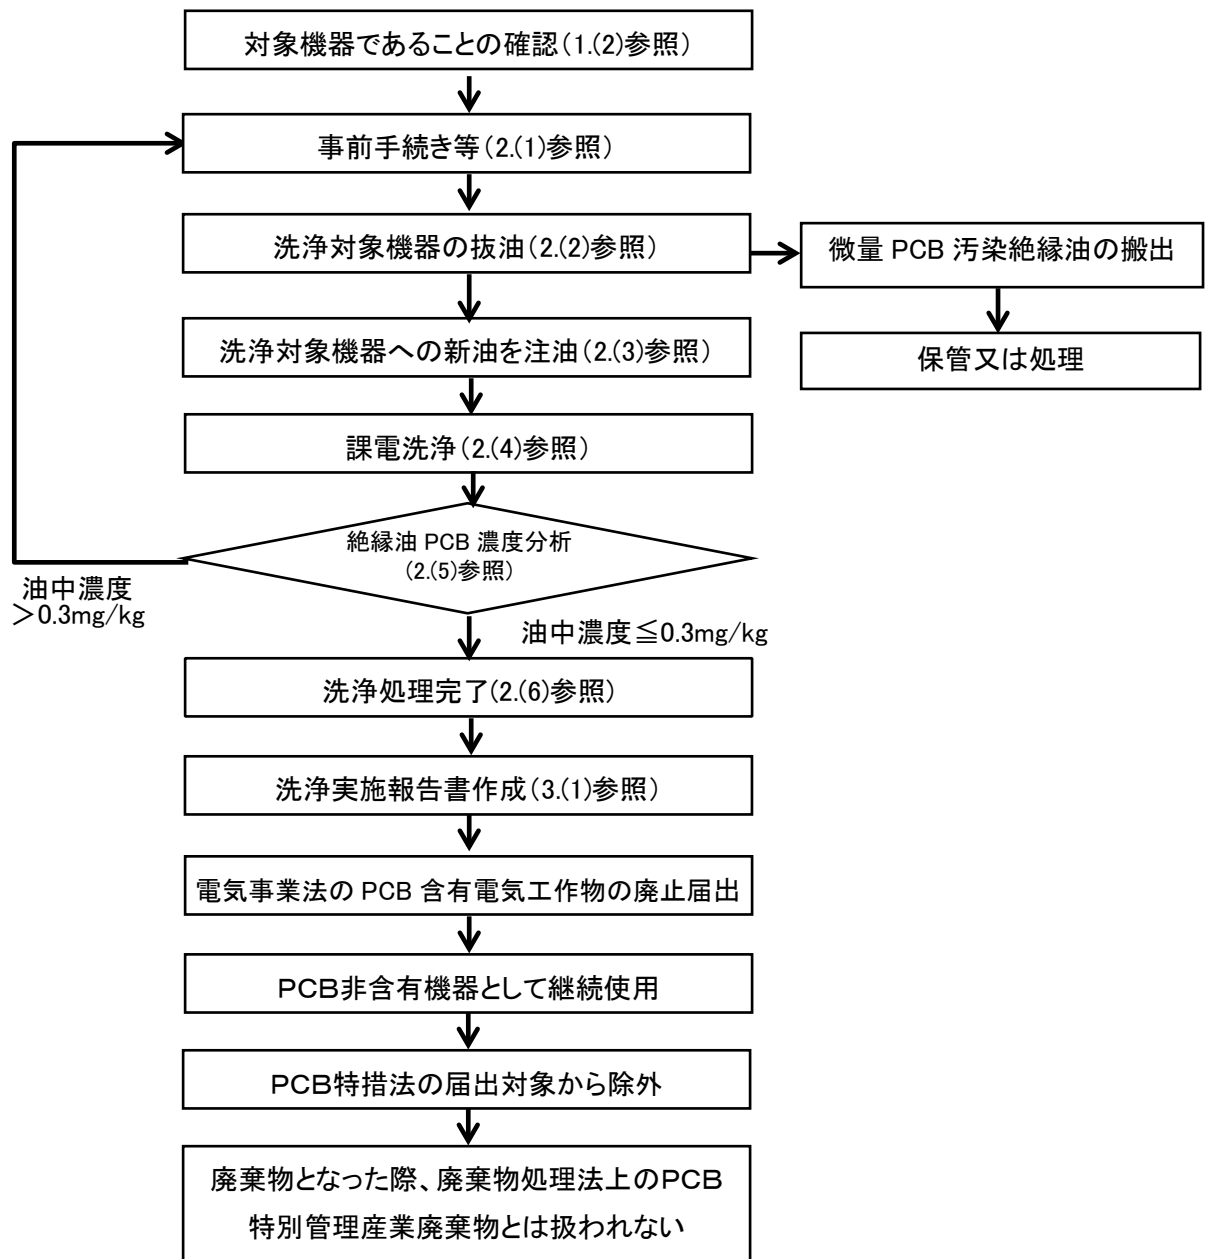 対象機器であることの確認(1.(2)参照)
事前手続き等(2.(1)参照)
洗浄対象機器の抜油(2.(2)参照)
微量 PCB 汚染絶縁油の搬出
保管又は処理
洗浄対象機器への新油を注油(2.(3)参照)
課電洗浄(2.(4)参照)
絶縁油 PCB 濃度分析
(2.(5)参照)
油中濃度
>0.3mg/kg
油中濃度≦0.3mg/kg
洗浄処理完了(2.(6)参照)
洗浄実施報告書作成(3.(1)参照)
電気事業法の PCB 含有電気工作物の廃止届出
PCB非含有機器として継続使用
PCB特措法の届出対象から除外
廃棄物となった際、廃棄物処理法上のPCB
特別管理産業廃棄物とは扱われない